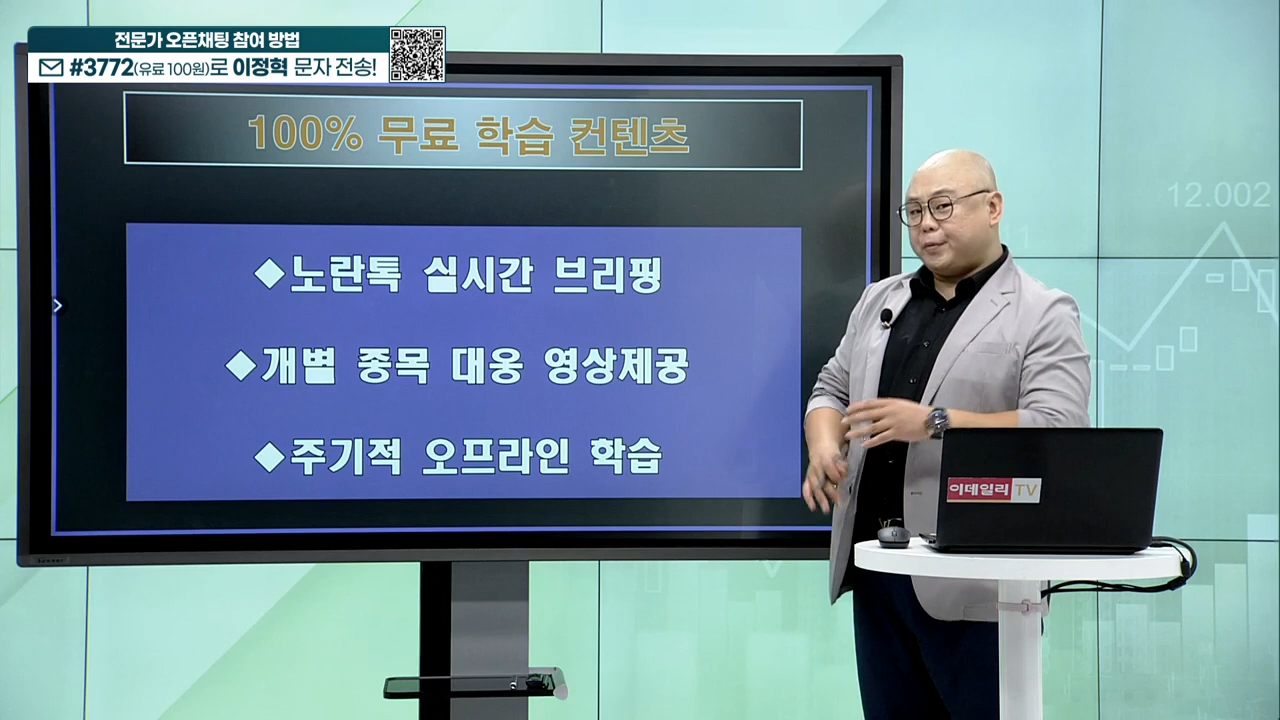 전문가 오픈채팅 참여 방법
#3772(유료 100원)로 이정혁 문자 전송!
100% 무료 학습 컨텐츠
◆노란톡 실시간 브리핑
◆개별 종목 대응 영상제공
◆주기적 오프라인 학습
12.002
이데일리 TV